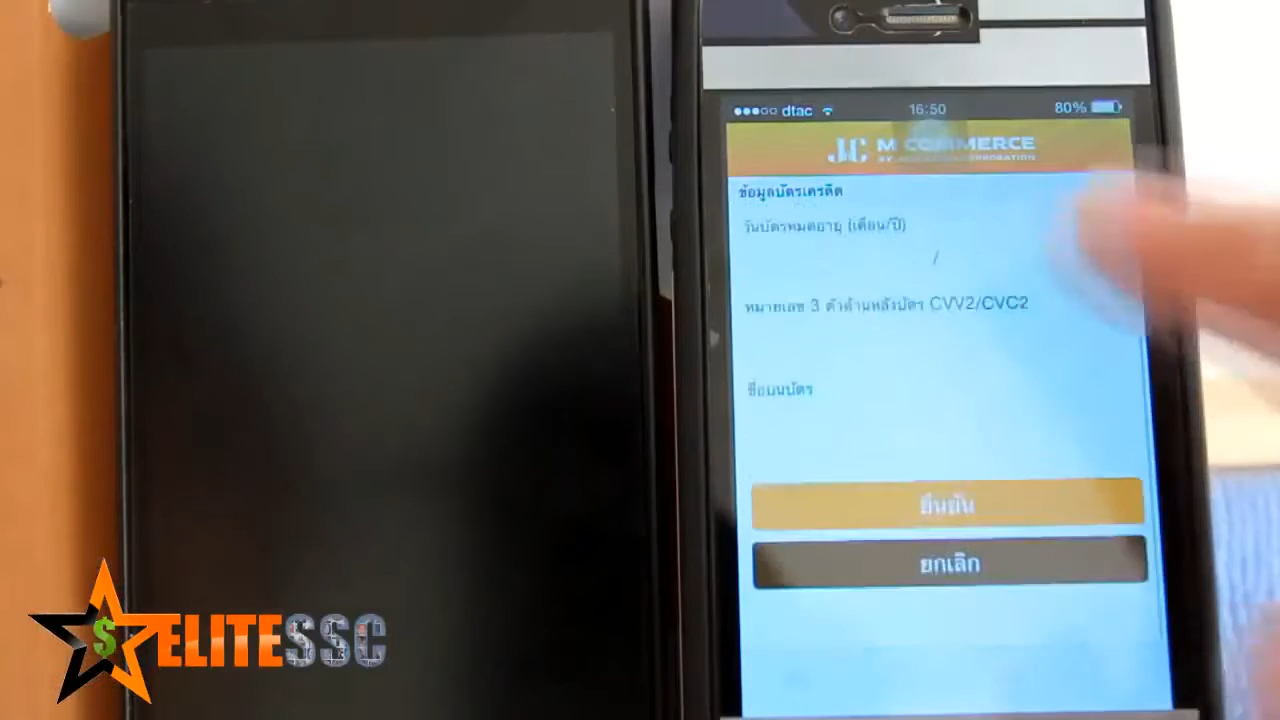 dtac
16:50
80%
JC M COMMERCE
ข้อมูลบัตรเครดิต
วันบัตรหมดอายุ (เดือน/ปี)
/
หมายเลข 3 ตัวด้านหลังบัตร CVV2/CVC2
ชื่อบนบัตร
ยืนยัน
ยกเลิก
$ ELITESSC